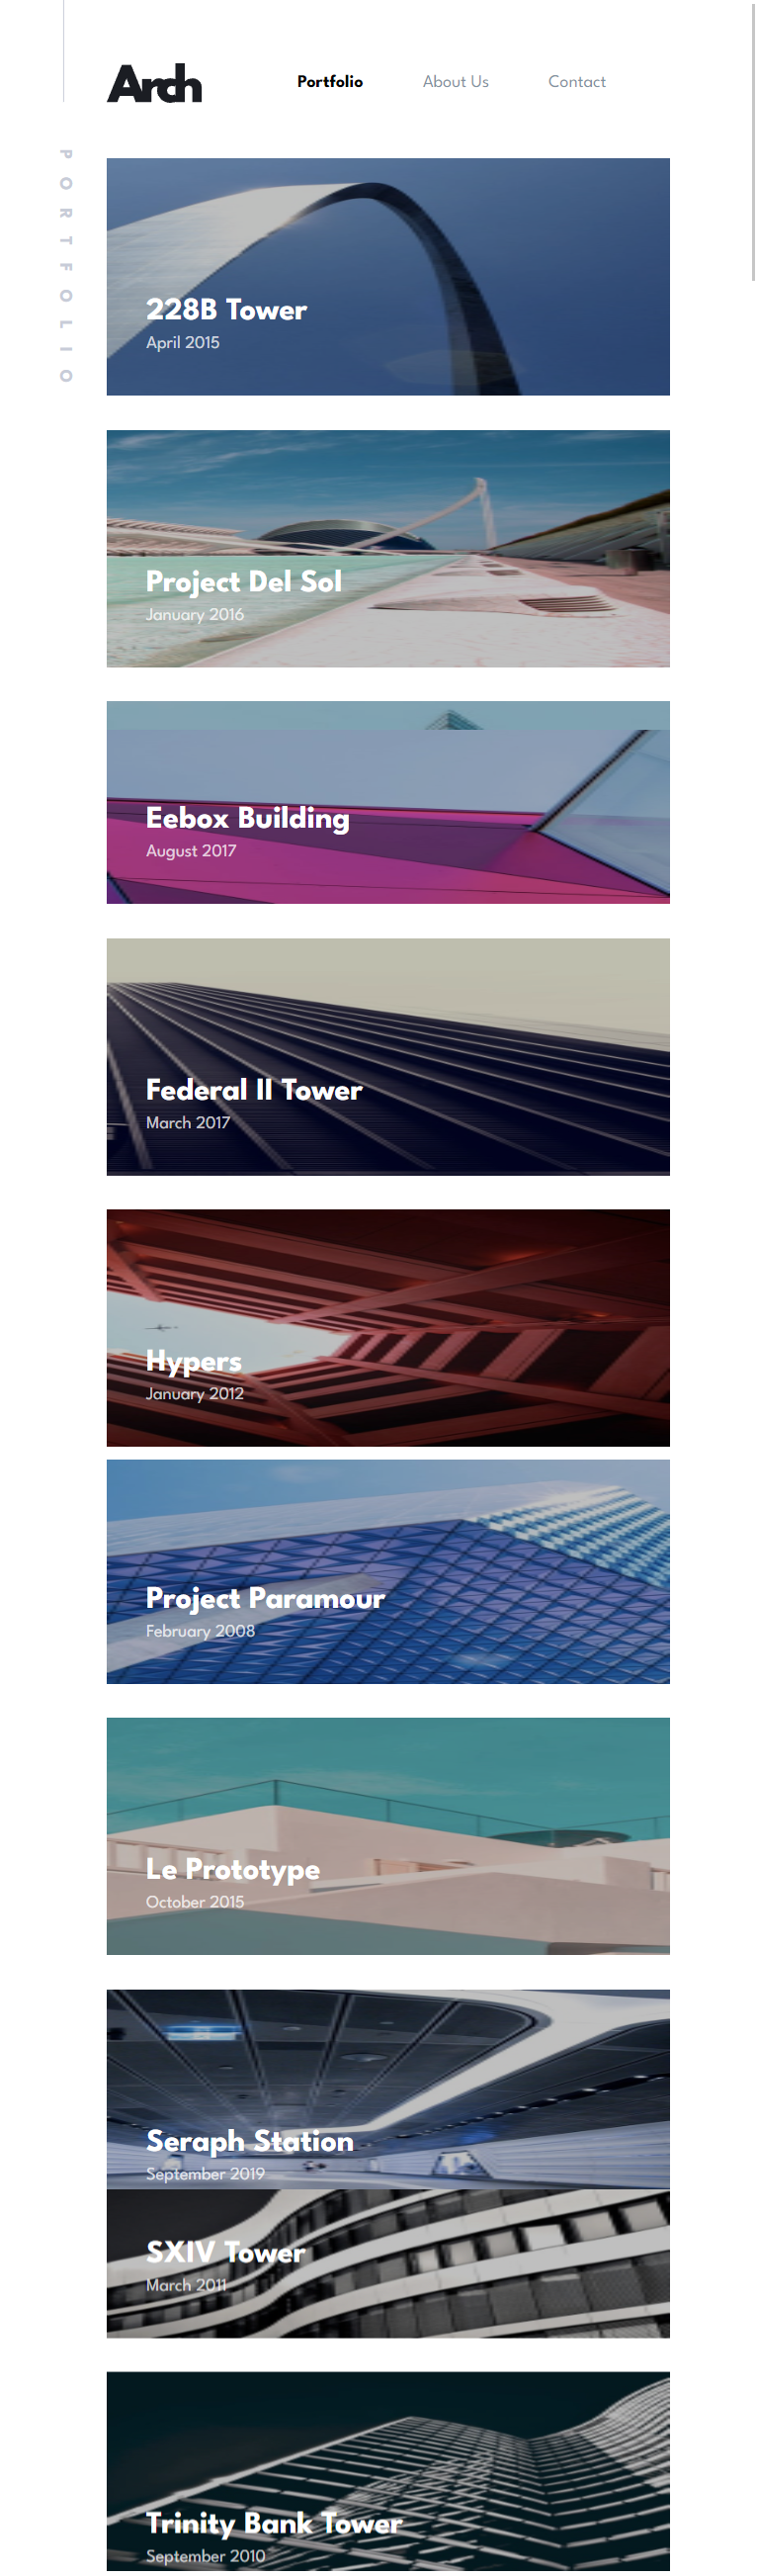 Arch
Portfolio
About Us
Contact
PORTFOLIO
228B Tower
April 2015
Project Del Sol
January 2016
Eebox Building
August 2017
Federal II Tower
March 2017
Hypers
January 2012
Project Paramour
February 2008
Le Prototype
October 2015
Seraph Station
September 2019
SXIV Tower
March 2011
Trinity Bank Tower
September 2010